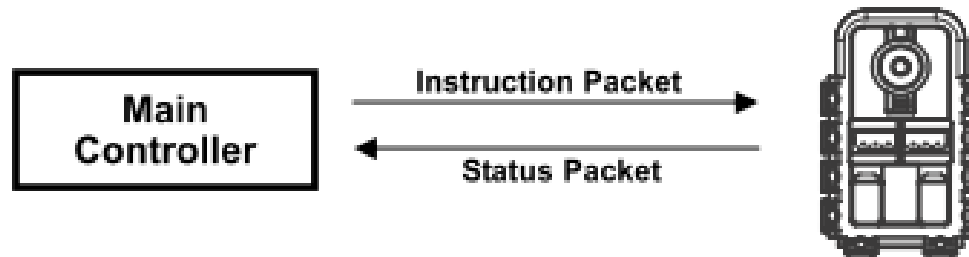 Main
Controller
Instruction Packet
Status Packet